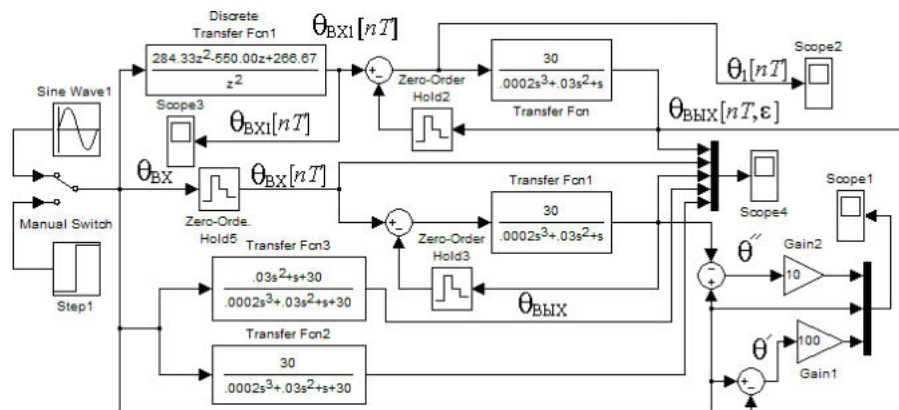 Discrete
Transfer Fcn1
284.33z²-550.00z+266.67
z²
θВХ1[nT]
+
-
Zero-Order
Hold2
30
.0002s³+.03s²+s
Transfer Fcn
θ1[nT]
Scope2
Sine Wave1
Scope3
θВХ1[nT]
θВЫХ[nT,ε]
θВХ
θВХ[nT]
Manual Switch
Zero-Orde.
Hold5
+
-
Zero-Order
Hold3
Transfer Fcn1
30
.0002s³+.03s²+s
Scope4
Scope1
Step1
Transfer Fcn3
.03s²+s+30
.0002s³+.03s²+s+30
θВЫХ
-
+
θ″
Gain2
10
Transfer Fcn2
30
.0002s³+.03s²+s+30
+
-
θ′
100
Gain1